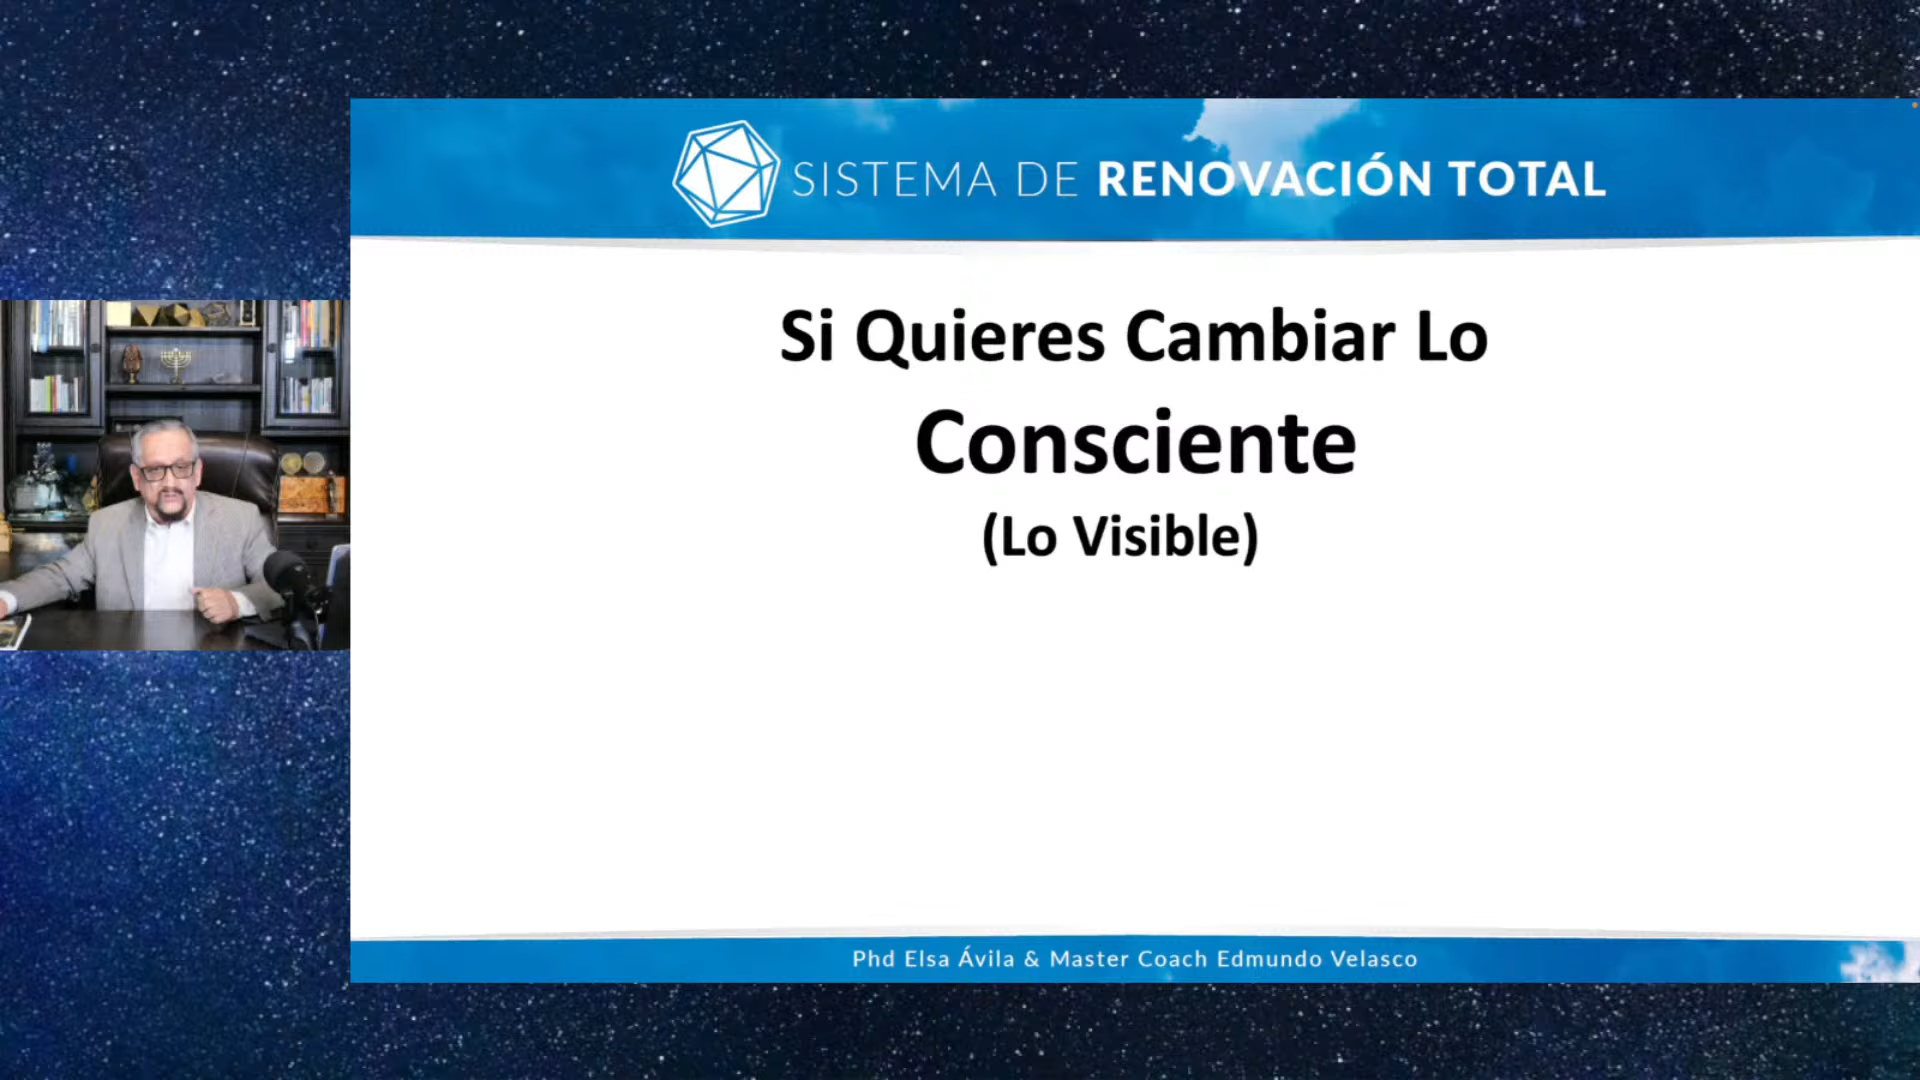 SISTEMA DE RENOVACIÓN TOTAL
Si Quieres Cambiar Lo
Consciente
(Lo Visible)
Phd Elsa Ávila & Master Coach Edmundo Velasco